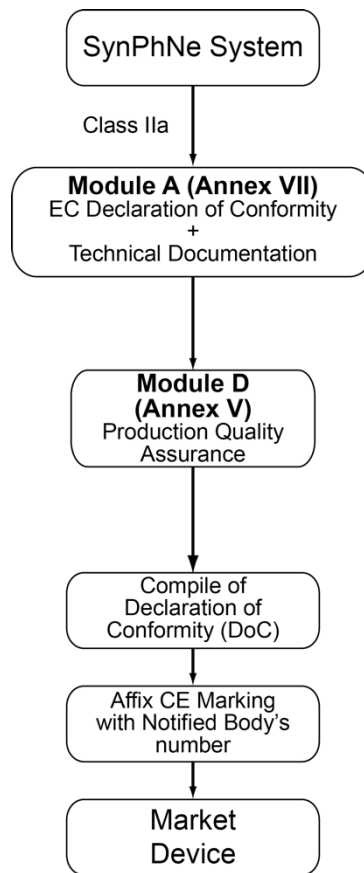 SynPhNe System
Class IIa
Module A (Annex VII)
EC Declaration of Conformity
+
Technical Documentation
Module D
(Annex V)
Production Quality
Assurance
Compile of
Declaration of
Conformity (DoC)
Affix CE Marking
with Notified Body's
number
Market
Device